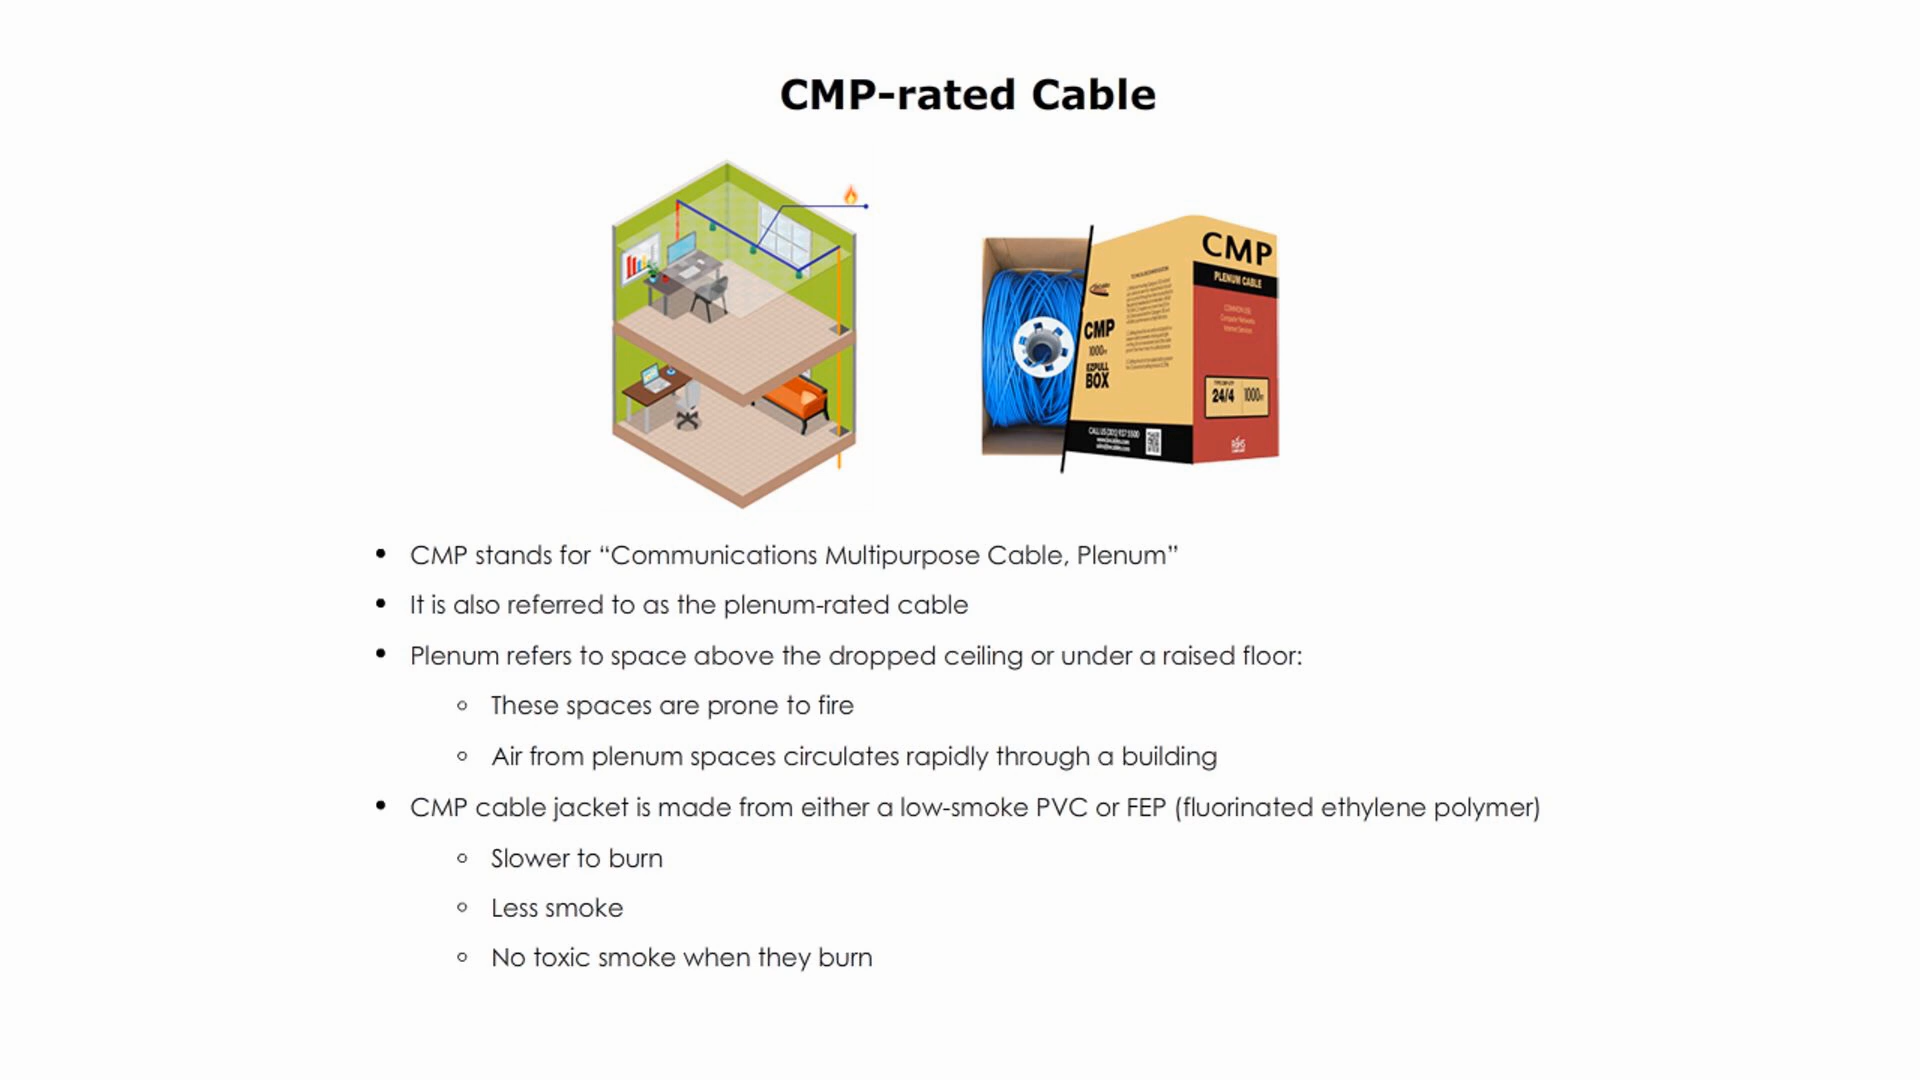 CMP-rated Cable
CMP
PLENUM CABLE
COMMON USE:
Computer Networks
Internet Services
CMP
1000FT
EZPULL
BOX
24/4
1000FT
RoHS
• CMP stands for “Communications Multipurpose Cable, Plenum”
• It is also referred to as the plenum-rated cable
• Plenum refers to space above the dropped ceiling or under a raised floor:
○ These spaces are prone to fire
○ Air from plenum spaces circulates rapidly through a building
• CMP cable jacket is made from either a low-smoke PVC or FEP (fluorinated ethylene polymer)
○ Slower to burn
○ Less smoke
○ No toxic smoke when they burn